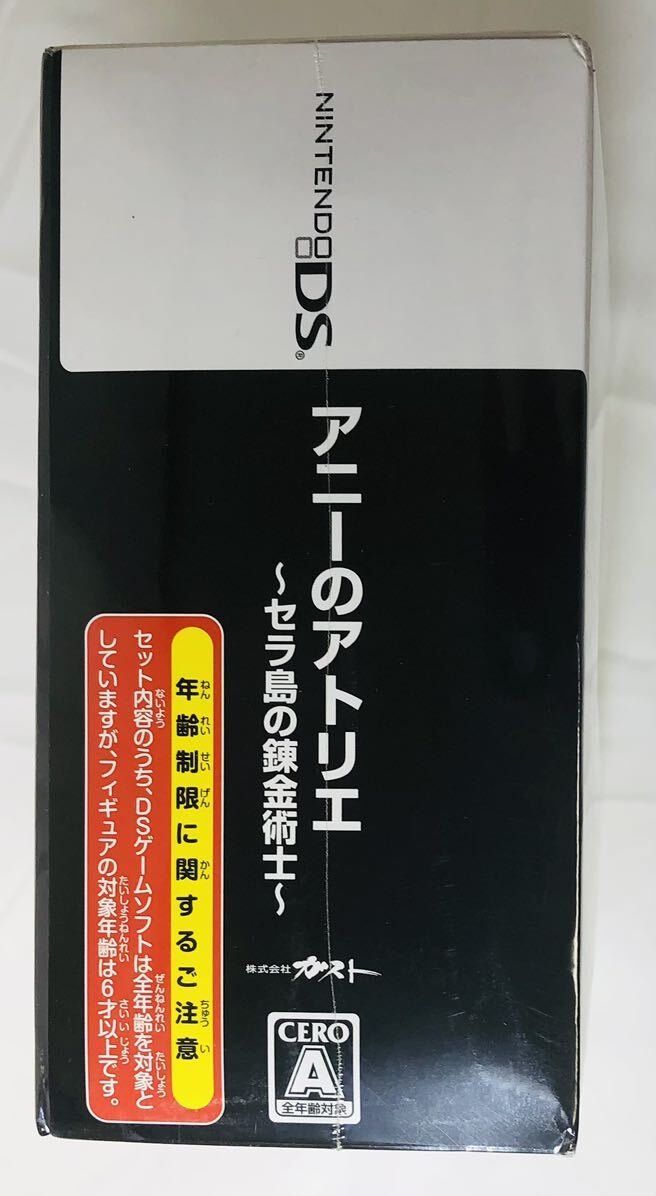 NINTENDO
DS®
アニーのアトリエ
～セラ島の錬金術士～
株式会社 ガスト
CERO
A
全年齢対象
年齢制限に関するご注意
セット内容のうち、DSゲームソフトは全年齢を対象と
していますが、フィギュアの対象年齢は6才以上です。